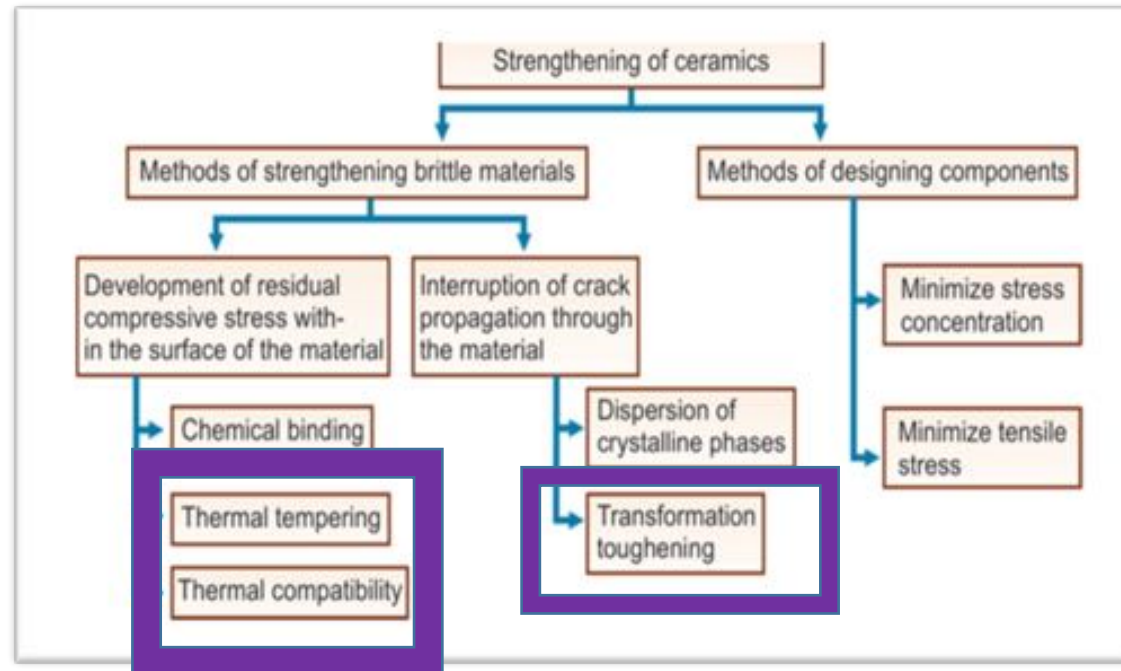 Strengthening of ceramics
Methods of strengthening brittle materials
Methods of designing components
Development of residual
compressive stress with-
in the surface of the material
Interruption of crack
propagation through
the material
Minimize stress
concentration
Chemical binding
Dispersion of
crystalline phases
Minimize tensile
stress
Thermal tempering
Transformation
toughening
Thermal compatibility